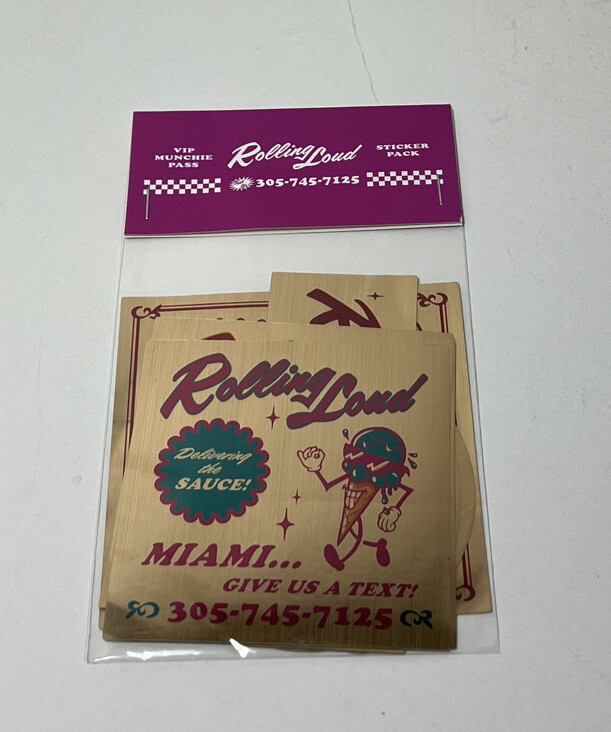 VIP
MUNCHIE
PASS
Rolling Loud
305-745-7125
STICKER
PACK
Rolling Loud
Delivering
the
SAUCE!
MIAMI...
GIVE US A TEXT!
305-745-7125